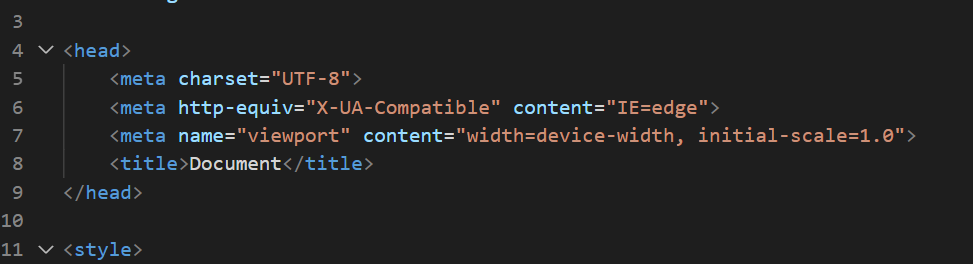 3
4 <head>
5 <meta charset="UTF-8">
6 <meta http-equiv="X-UA-Compatible" content="IE=edge">
7 <meta name="viewport" content="width=device-width, initial-scale=1.0">
8 <title>Document</title>
9 </head>
10
11 <style>